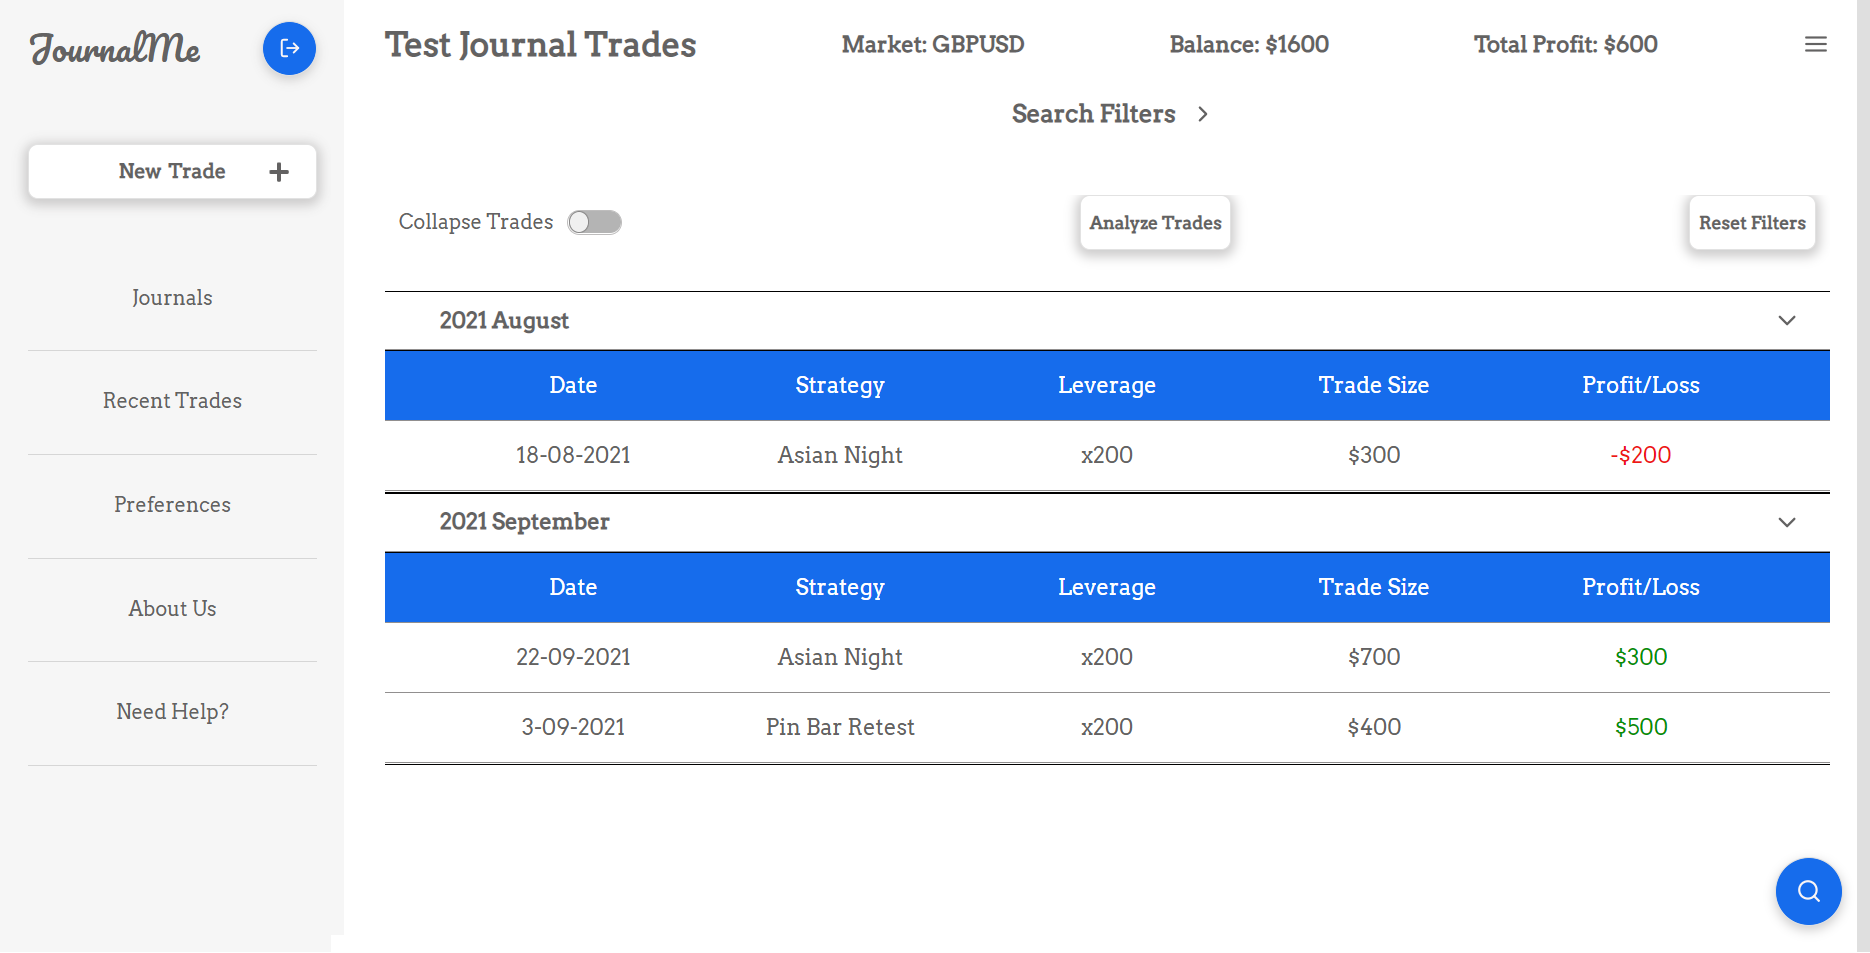 JournalMe
New Trade
Journals
Recent Trades
Preferences
About Us
Need Help?
Test Journal Trades Market: GBPUSD Balance: $1600 Total Profit: $600
Search Filters
Collapse Trades Analyze Trades Reset Filters
2021 August
Date Strategy Leverage Trade Size Profit/Loss
18-08-2021 Asian Night x200 $300 -$200
2021 September
Date Strategy Leverage Trade Size Profit/Loss
22-09-2021 Asian Night x200 $700 $300
3-09-2021 Pin Bar Retest x200 $400 $500